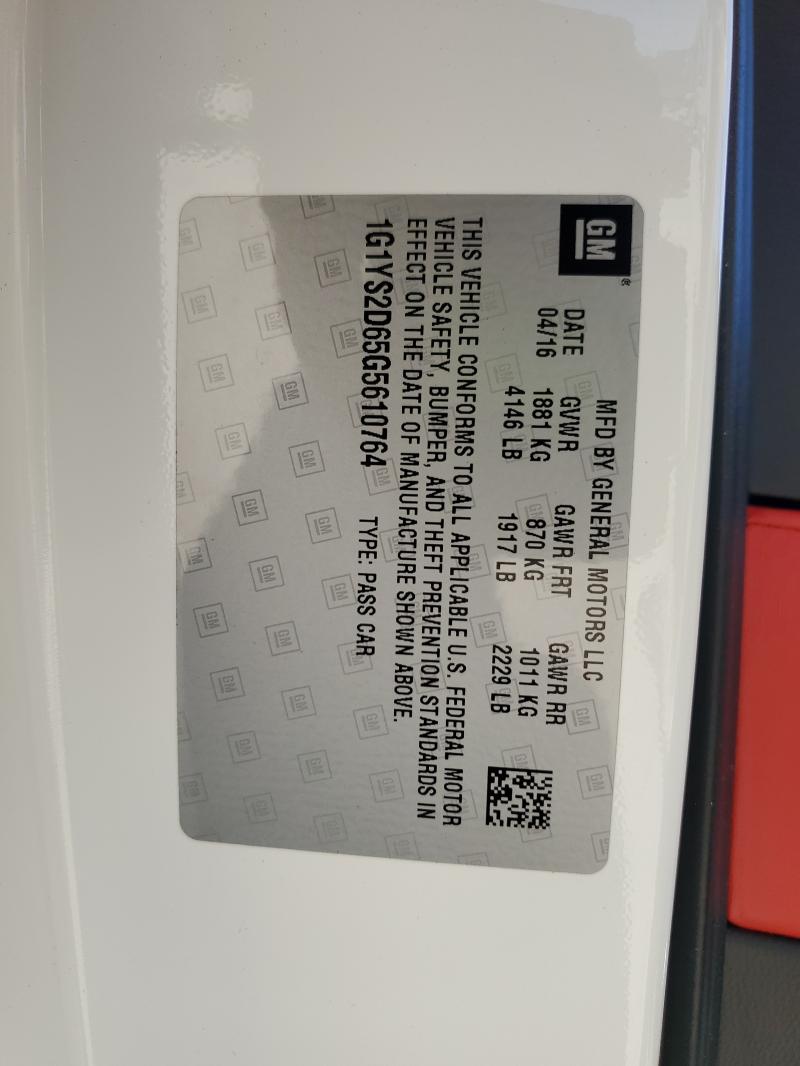 GM®
MFD BY GENERAL MOTORS LLC
DATE GVWR GAWR FRT GAWR RR
04/16 1881 KG 870 KG 1011 KG
4146 LB 1917 LB 2229 LB
THIS VEHICLE CONFORMS TO ALL APPLICABLE U.S. FEDERAL MOTOR
VEHICLE SAFETY, BUMPER, AND THEFT PREVENTION STANDARDS IN
EFFECT ON THE DATE OF MANUFACTURE SHOWN ABOVE.
1G1YS2D65G5610764 TYPE: PASS CAR